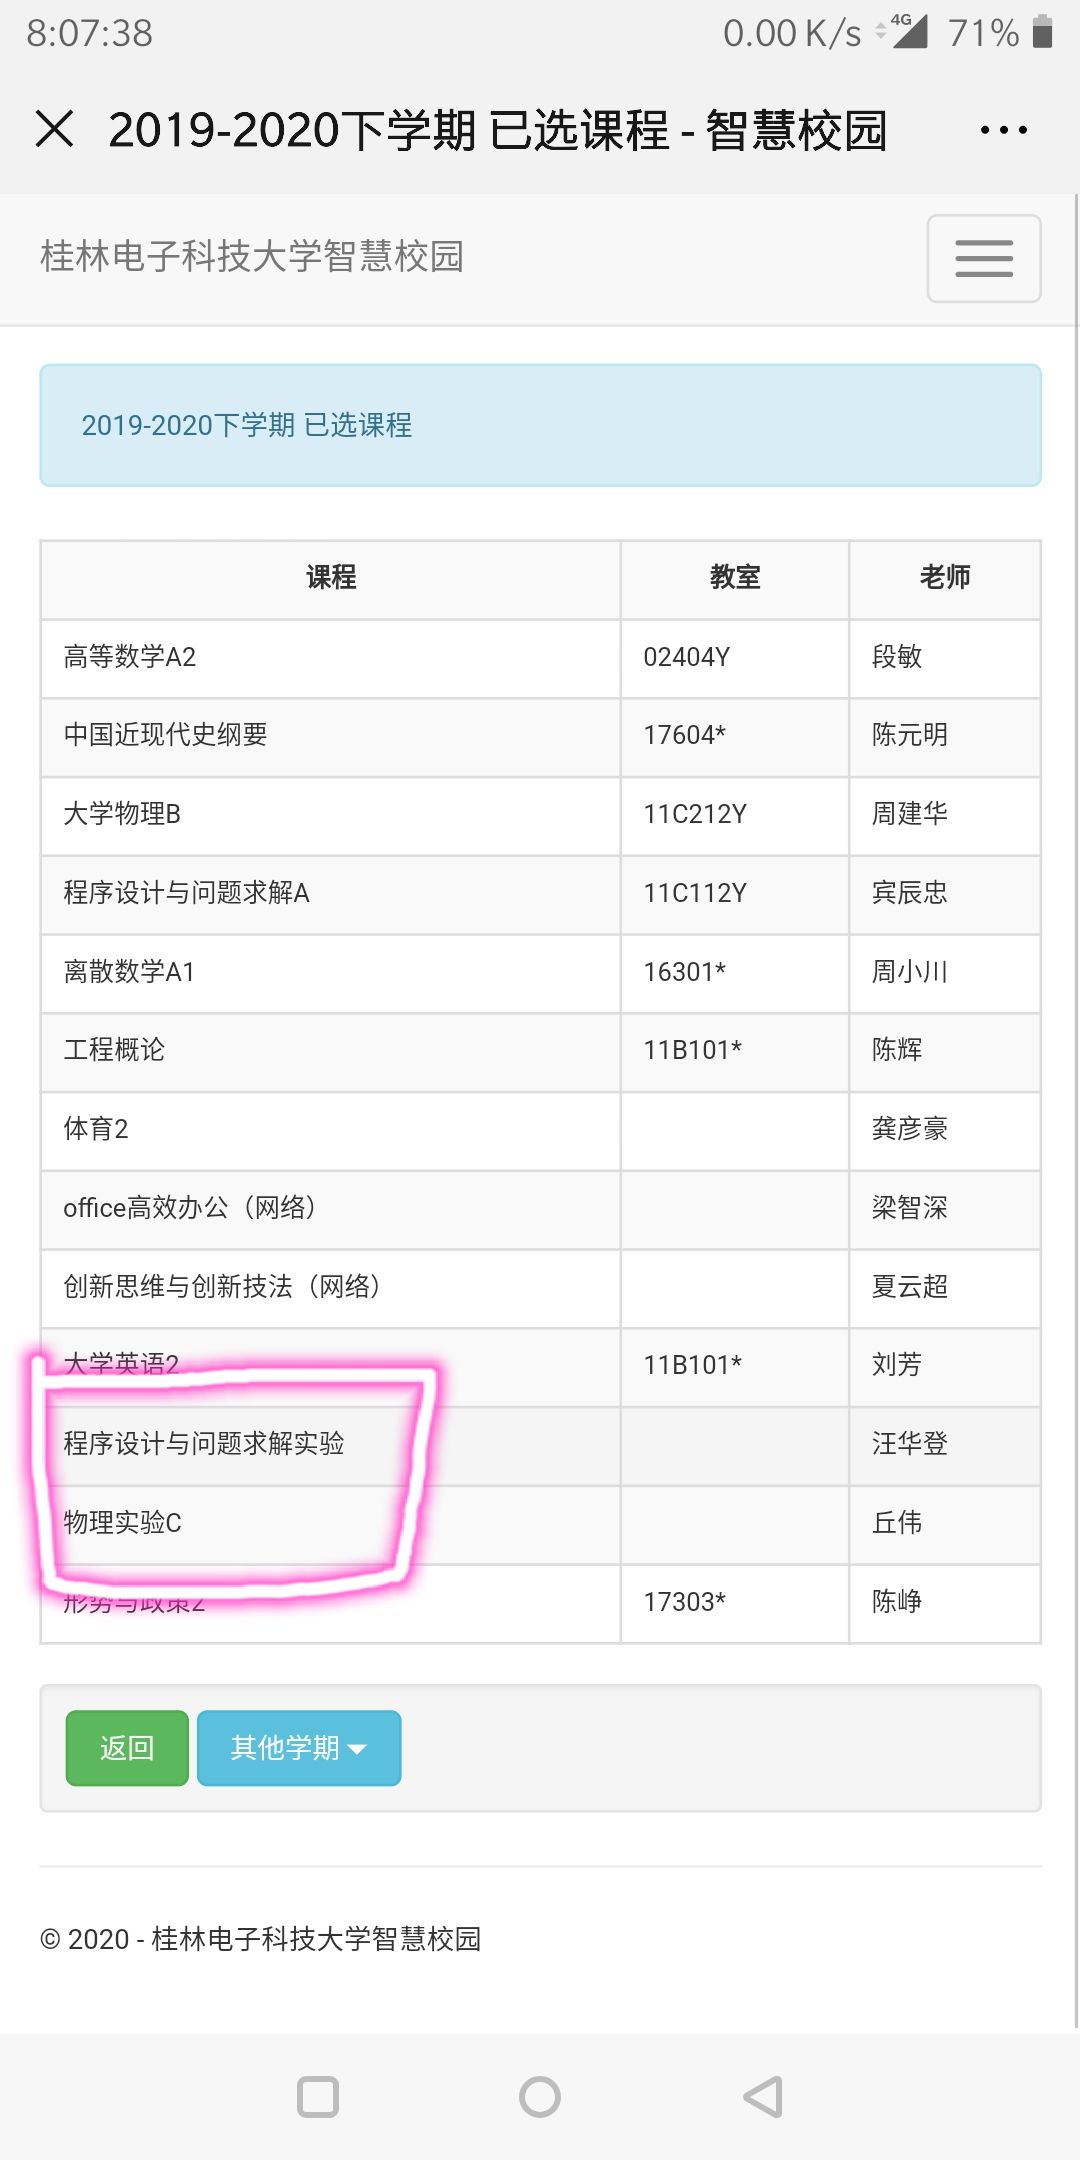 8:07:38 0.00 K/s 4G 71%
2019-2020下学期 已选课程 - 智慧校园
桂林电子科技大学智慧校园
2019-2020下学期 已选课程
课程 教室 老师
高等数学A2 02404Y 段敏
中国近现代史纲要 17604* 陈元明
大学物理B 11C212Y 周建华
程序设计与问题求解A 11C112Y 宾辰忠
离散数学A1 16301* 周小川
工程概论 11B101* 陈辉
体育2 龚彦豪
office高效办公（网络） 梁智深
创新思维与创新技法（网络） 夏云超
大学英语2 11B101* 刘芳
程序设计与问题求解实验 汪华登
物理实验C 丘伟
形势与政策2 17303* 陈峥
返回 其他学期
© 2020 - 桂林电子科技大学智慧校园